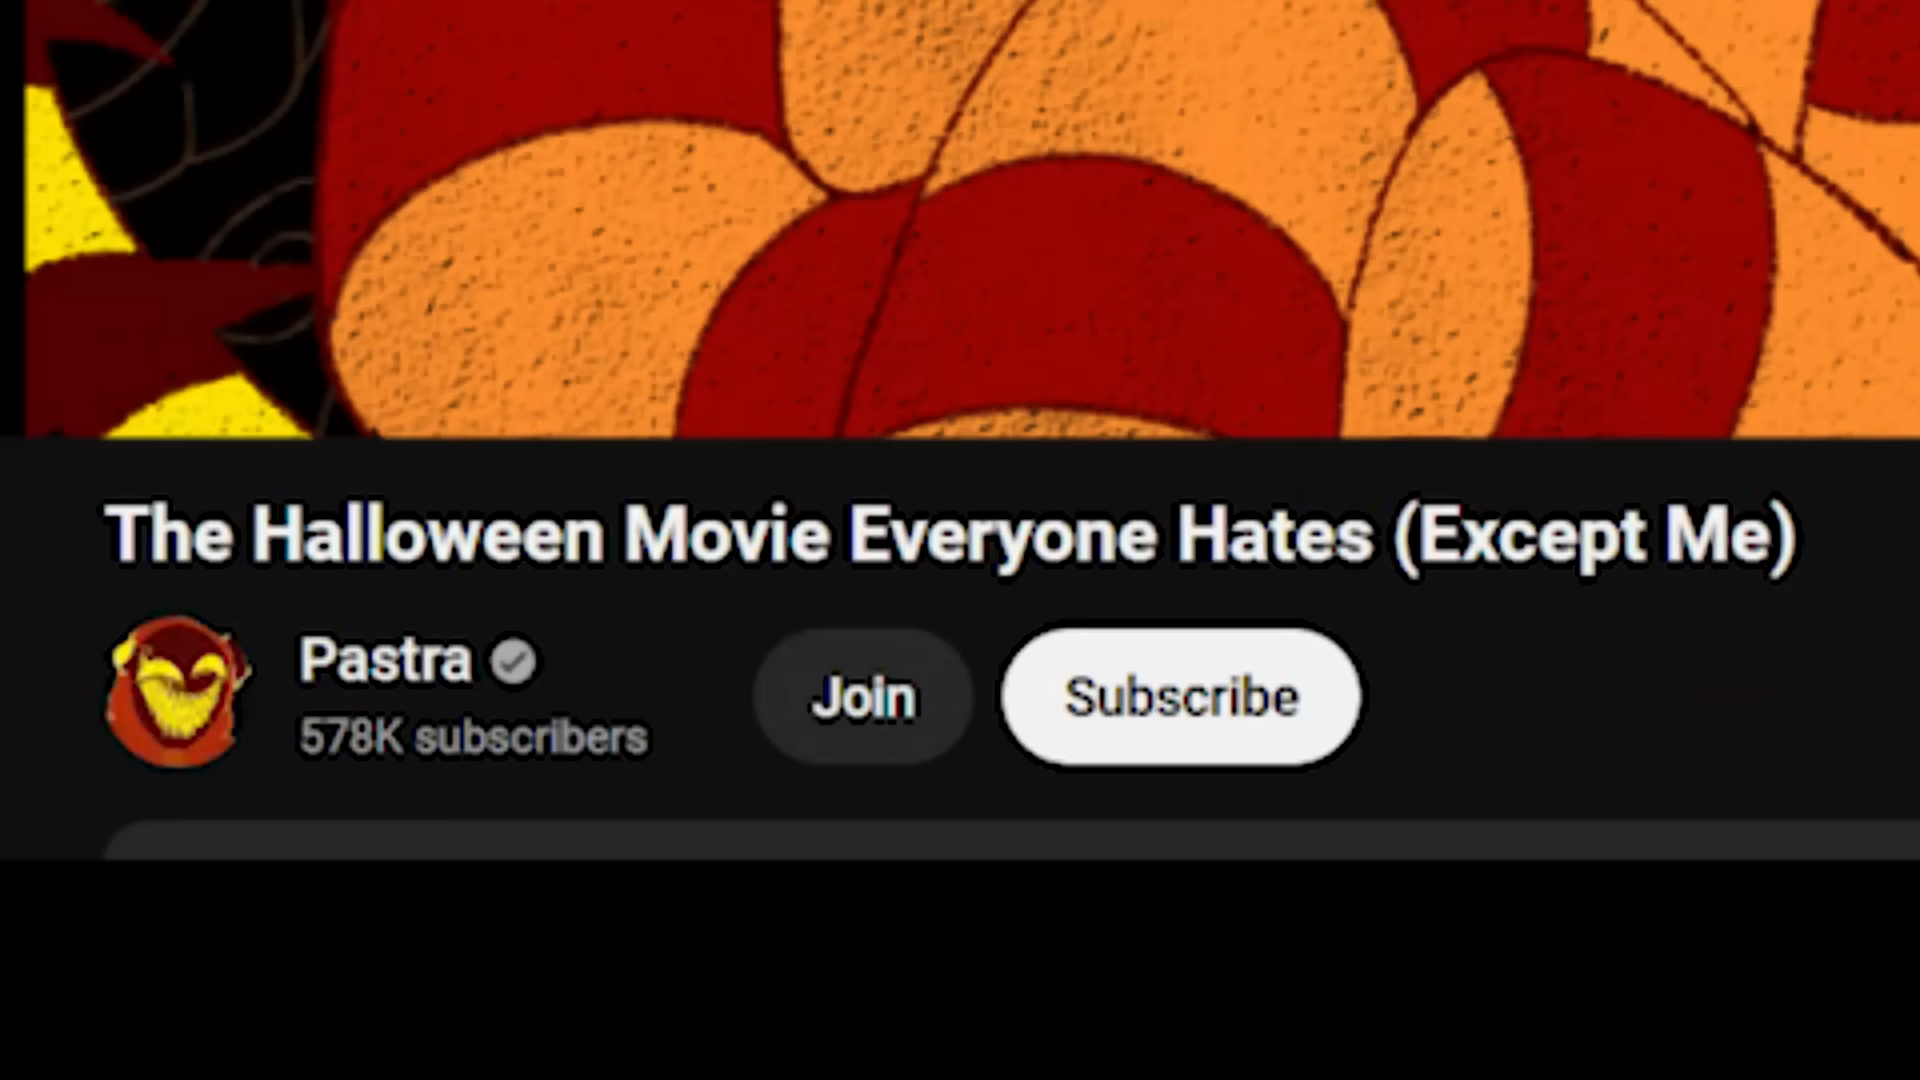 The Halloween Movie Everyone Hates (Except Me)
Pastra
578K subscribers
Join
Subscribe